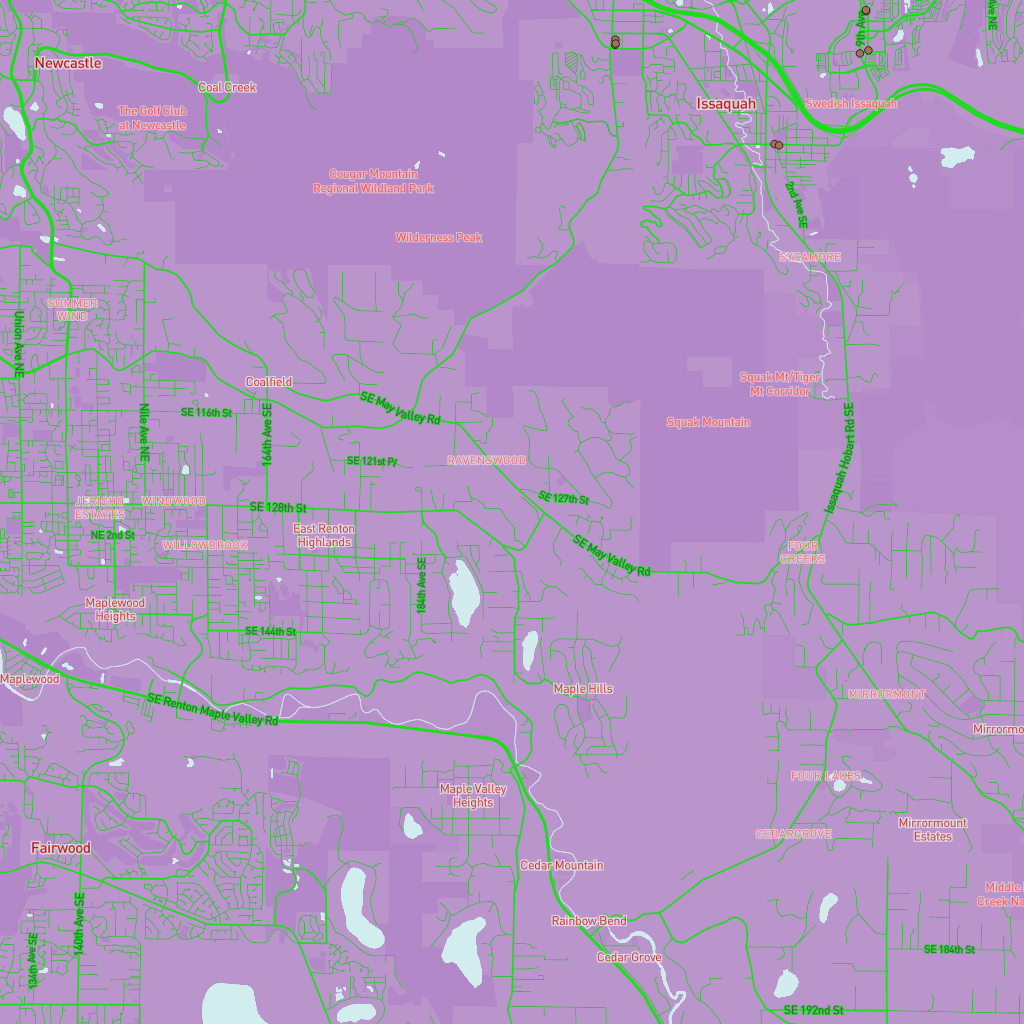 Ave NE
9th Ave
Newcastle
Coal Creek
Issaquah
Swedish Issaquah
The Golf Club
at Newcastle
Cougar Mountain
Regional Wildland Park
2nd Ave SE
Wilderness Peak
SYCAMORE
SUMMER
WIND
Union Ave NE
Coalfield
Squak Mt/Tiger
Mt Corridor
SE May Valley Rd
SE 116th St
Nile Ave NE
164th Ave SE
Squak Mountain
Issaquah Hobart Rd SE
SE 121st Pl
RAVENSWOOD
JERICHO
ESTATES
WINDWOOD
SE 128th St
SE 127th St
East Renton
Highlands
NE 2nd St
WILLOWBROOK
SE May Valley Rd
FOUR
CREEKS
184th Ave SE
Maplewood
Heights
SE 144th St
Maplewood
Maple Hills
MIRRORMONT
SE Renton Maple Valley Rd
Mirrormo
FOUR LAKES
Maple Valley
Heights
Mirrormount
Estates
CEDARGROVE
Fairwood
Cedar Mountain
Middle
Creek Na
140th Ave SE
134th Ave SE
Rainbow Bend
Cedar Grove
SE 184th St
SE 192nd St